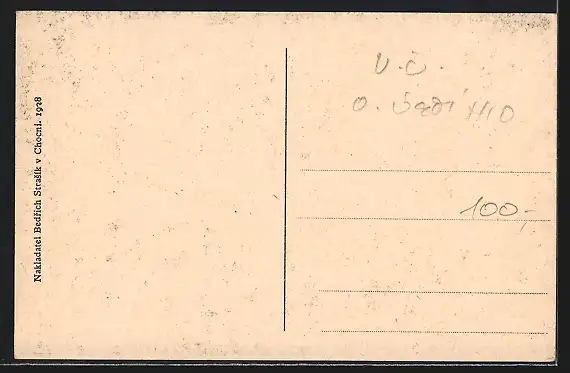 Nakladatel Bedřich Strašík v Chocni. 1928
V.Č.
100,-